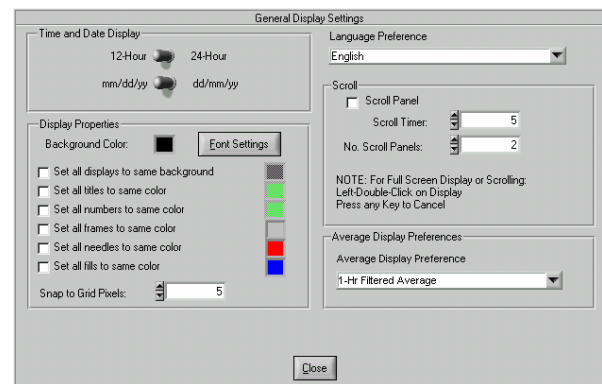 General Display Settings
Time and Date Display
12-Hour 24-Hour
mm/dd/yy dd/mm/yy
Display Properties
Background Color: Font Settings
Set all displays to same background
Set all titles to same color
Set all numbers to same color
Set all frames to same color
Set all needles to same color
Set all fills to same color
Snap to Grid Pixels: 5
Language Preference
English
Scroll
Scroll Panel
Scroll Timer: 5
No. Scroll Panels: 2
NOTE: For Full Screen Display or Scrolling:
Left-Double-Click on Display
Press any Key to Cancel
Average Display Preferences
Average Display Preference
1-Hr Filtered Average
Close